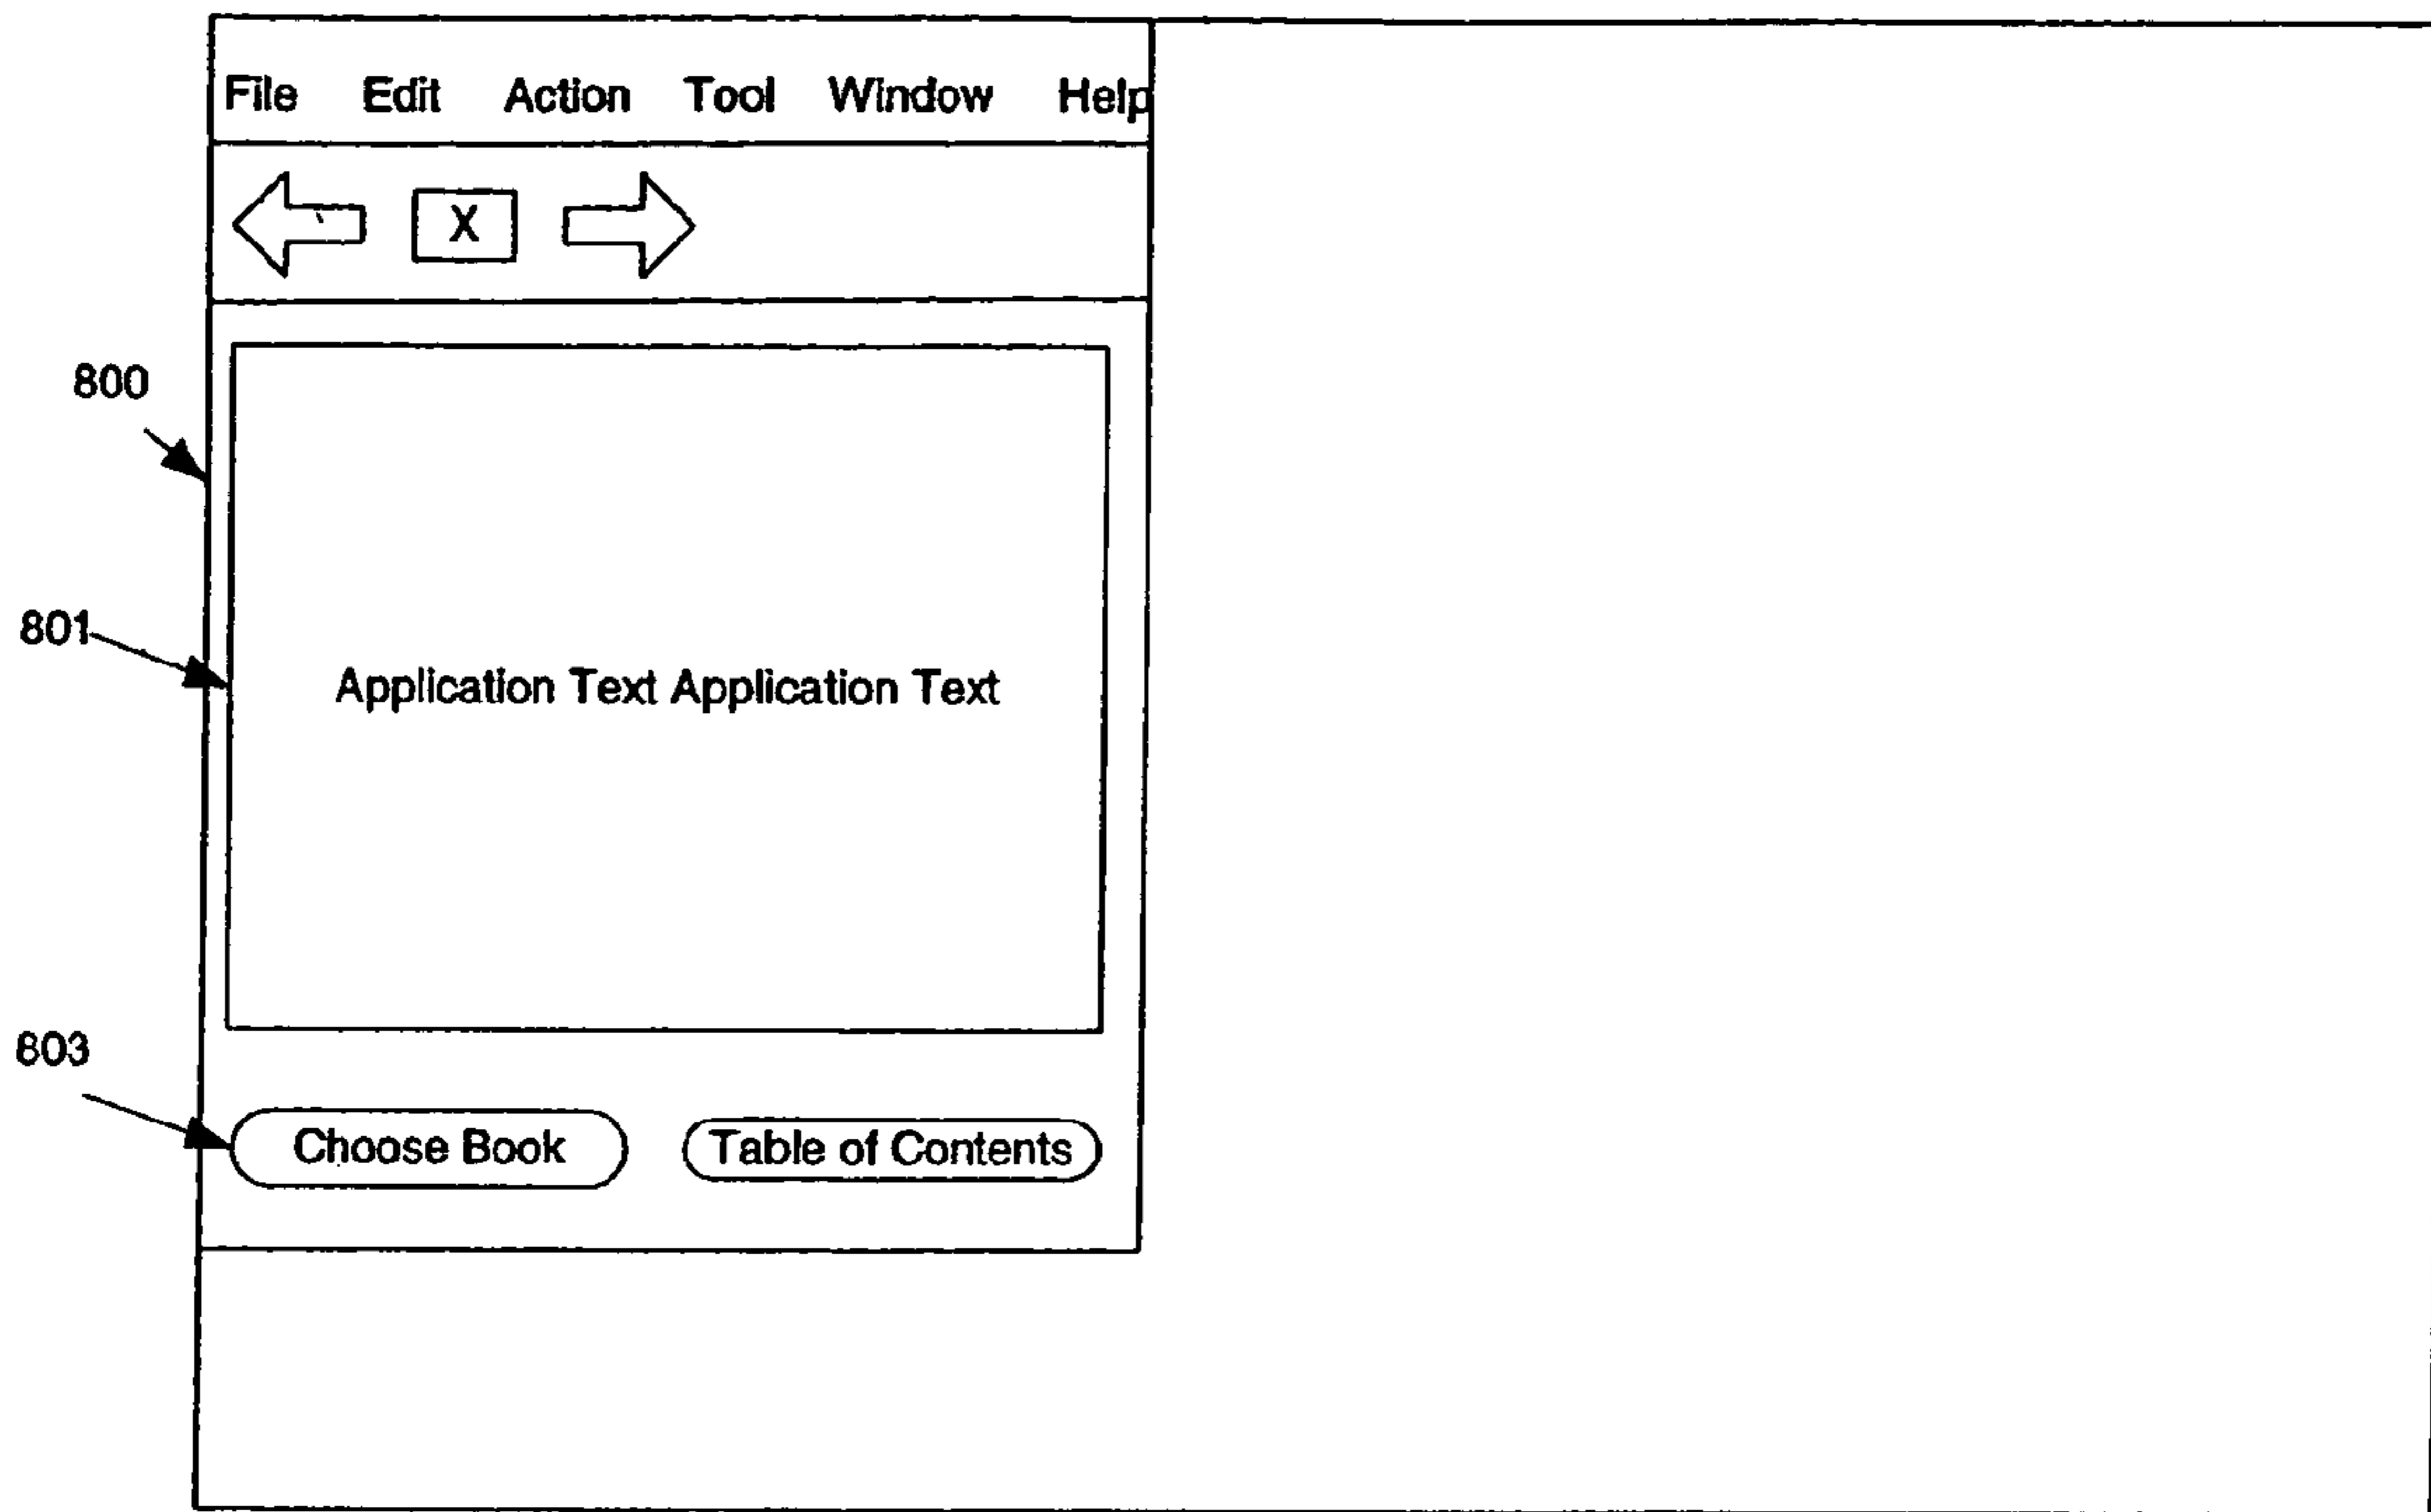 File Edit Action Tool Window Help
X
800
801
Application Text Application Text
803
Choose Book Table of Contents